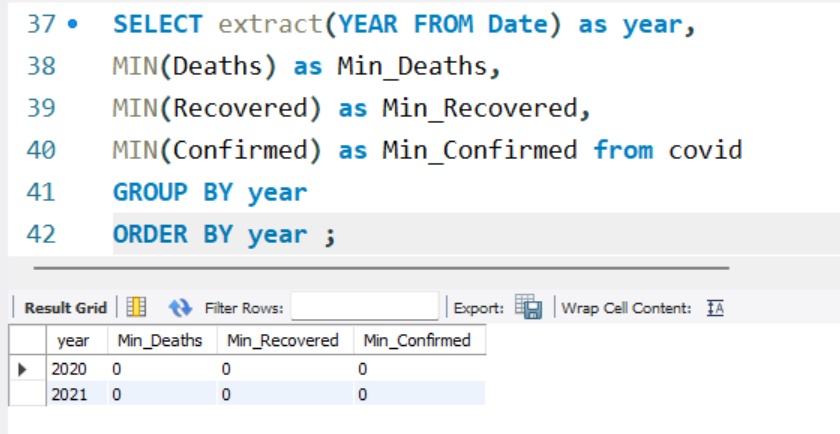 37 SELECT extract(YEAR FROM Date) as year,
38 MIN(Deaths) as Min_Deaths,
39 MIN(Recovered) as Min_Recovered,
40 MIN(Confirmed) as Min_Confirmed from covid
41 GROUP BY year
42 ORDER BY year ;
Result Grid Filter Rows: Export: Wrap Cell Content: IA
year Min_Deaths Min_Recovered Min_Confirmed
2020 0 0 0
2021 0 0 0